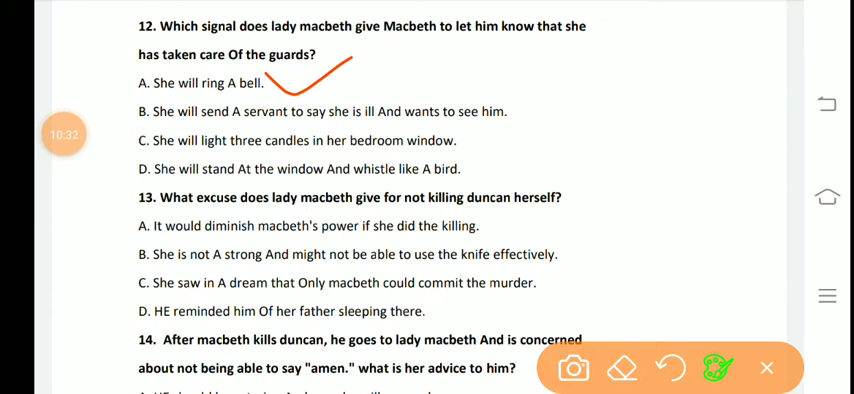 12. Which signal does lady macbeth give Macbeth to let him know that she
has taken care Of the guards?
A. She will ring A bell.
B. She will send A servant to say she is ill And wants to see him.
C. She will light three candles in her bedroom window.
D. She will stand At the window And whistle like A bird.
10:32
13. What excuse does lady macbeth give for not killing duncan herself?
A. It would diminish macbeth's power if she did the killing.
B. She is not A strong And might not be able to use the knife effectively.
C. She saw in A dream that Only macbeth could commit the murder.
D. HE reminded him Of her father sleeping there.
14. After macbeth kills duncan, he goes to lady macbeth And is concerned
about not being able to say "amen." what is her advice to him?